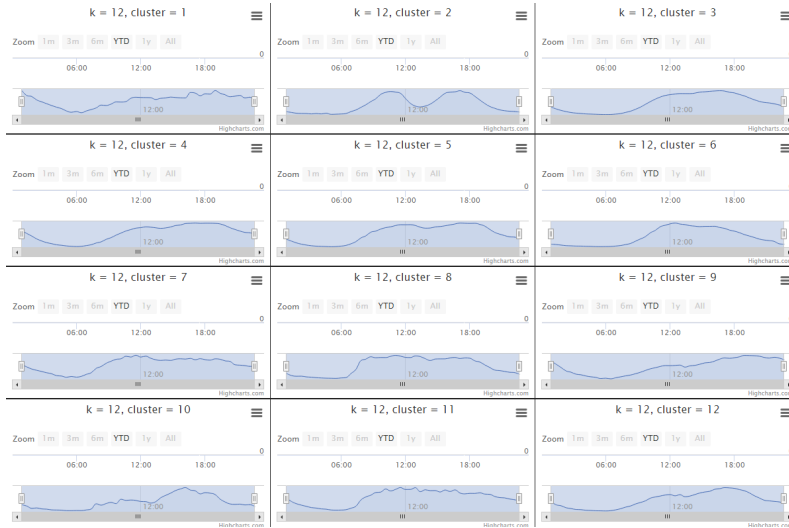 k = 12, cluster = 1
Zoom 1m 3m 6m YTD 1y All
0
06:00 12:00 18:00
12:00
Highcharts.com
k = 12, cluster = 2
Zoom 1m 3m 6m YTD 1y All
06:00 12:00 18:00
12:00
Highcharts.com
k = 12, cluster = 3
Zoom 1m 3m 6m YTD 1y All
06:00 12:00 18:00
12:00
Highcharts.com
k = 12, cluster = 4
Zoom 1m 3m 6m YTD 1y All
0
06:00 12:00 18:00
12:00
Highcharts.com
k = 12, cluster = 5
Zoom 1m 3m 6m YTD 1y All
06:00 12:00 18:00
12:00
Highcharts.com
k = 12, cluster = 6
Zoom 1m 3m 6m YTD 1y All
06:00 12:00 18:00
12:00
Highcharts.com
k = 12, cluster = 7
Zoom 1m 3m 6m YTD 1y All
0
06:00 12:00 18:00
12:00
Highcharts.com
k = 12, cluster = 8
Zoom 1m 3m 6m YTD 1y All
06:00 12:00 18:00
12:00
Highcharts.com
k = 12, cluster = 9
Zoom 1m 3m 6m YTD 1y All
06:00 12:00 18:00
12:00
Highcharts.com
k = 12, cluster = 10
Zoom 1m 3m 6m YTD 1y All
0
06:00 12:00 18:00
12:00
Highcharts.com
k = 12, cluster = 11
Zoom 1m 3m 6m YTD 1y All
06:00 12:00 18:00
12:00
Highcharts.com
k = 12, cluster = 12
Zoom 1m 3m 6m YTD 1y All
06:00 12:00 18:00
12:00
Highcharts.com